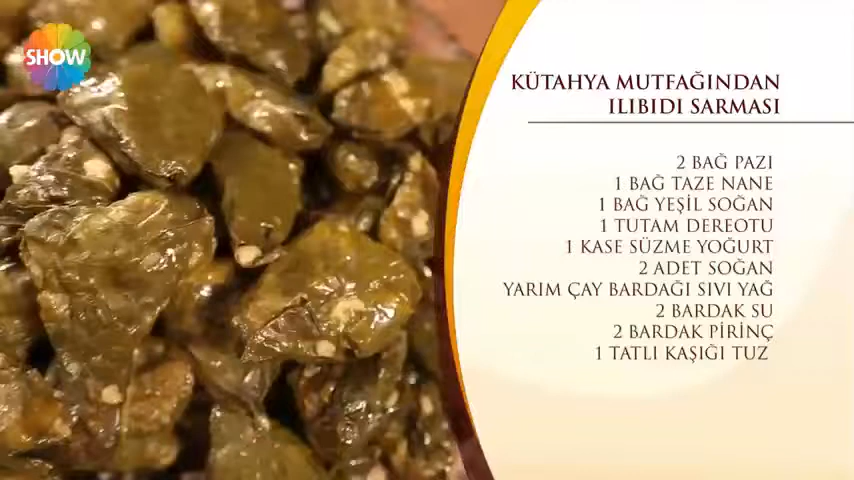 SHOW
KÜTAHYA MUTFAĞINDAN
ILIBIDI SARMASI
2 BAĞ PAZI
1 BAĞ TAZE NANE
1 BAĞ YEŞİL SOĞAN
1 TUTAM DEREOTU
1 KASE SÜZME YOĞURT
2 ADET SOĞAN
YARIM ÇAY BARDAĞI SIVI YAĞ
2 BARDAK SU
2 BARDAK PİRİNÇ
1 TATLI KAŞIĞI TUZ